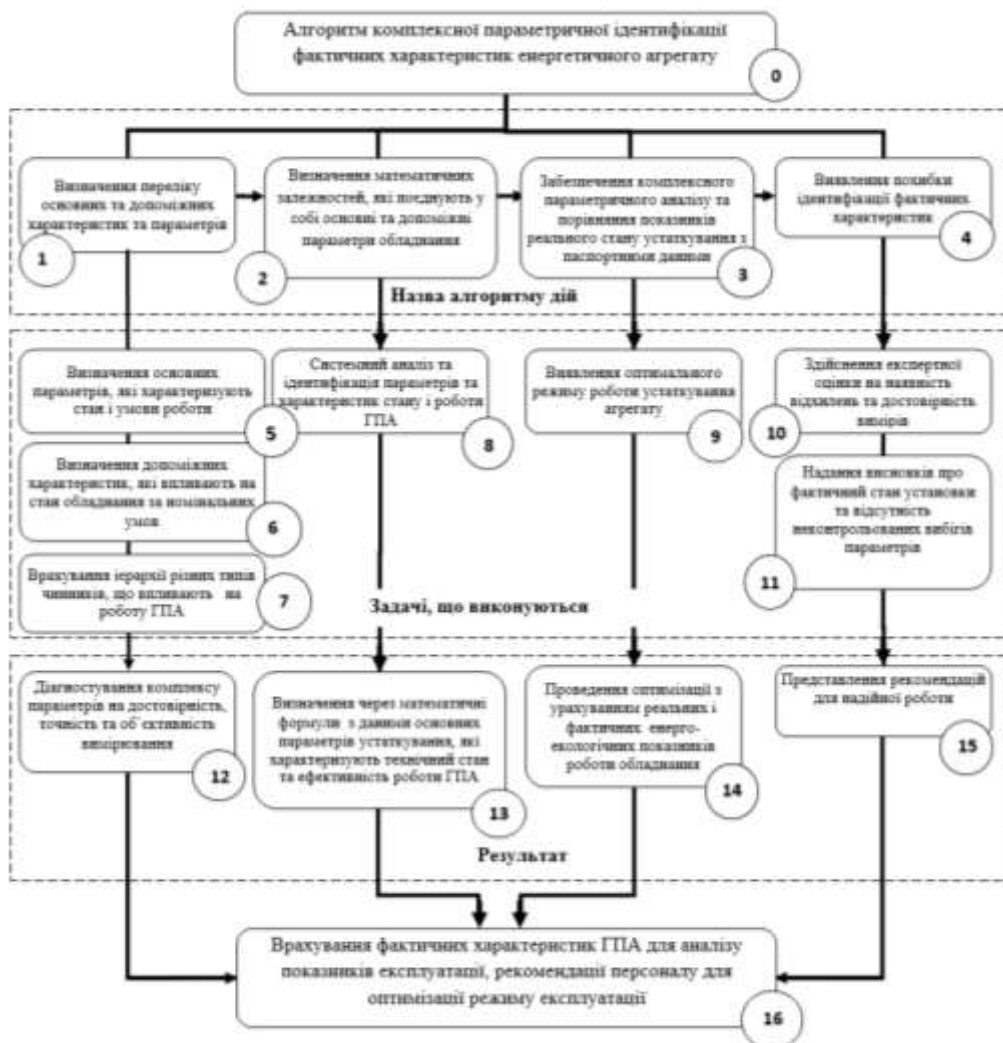 Алгоритм комплексної параметричної ідентифікації
фактичних характеристик енергетичного агрегату
0
Визначення переліку
основних та допоміжних
характеристик та параметрів
1
Визначення математичних
залежностей, які поєднують у
собі основні та допоміжні
параметри обладнання
2
Забезпечення комплексного
параметричного аналізу та
порівняння показників
реального стану устаткування з
паспортними даними
3
Виявлення похибки
ідентифікації фактичних
характеристик
4
Назва алгоритму дій
Визначення основних
параметрів, які характеризують
стан і умови роботи
5
Визначення допоміжних
характеристик, які впливають на
стан обладнання за номінальних
умов
6
Врахування ієрархії різних типів
чинників, що впливають на
роботу ГПА
7
Системний аналіз та
ідентифікація параметрів та
характеристик стану і роботи
ГПА
8
Виявлення оптимального
режиму роботи устаткування
агрегату
9
Здійснення експертної
оцінки на наявність
відхилень та достовірність
вимірів
10
Надання висновків про
фактичний стан установки
та відсутність
неконтрольованих вибігів
параметрів
11
Задачі, що виконуються
Діагностування комплексу
параметрів на достовірність,
точність та об`єктивність
вимірювання
12
Визначення через математичні
формули з даними основних
параметрів устаткування, які
характеризують технічний стан
та ефективність роботи ГПА
13
Проведення оптимізації з
урахуванням реальних і
фактичних енерго-
екологічних показників
роботи обладнання
14
Представлення рекомендацій
для надійної роботи
15
Результат
Врахування фактичних характеристик ГПА для аналізу
показників експлуатації, рекомендації персоналу для
оптимізації режиму експлуатації
16